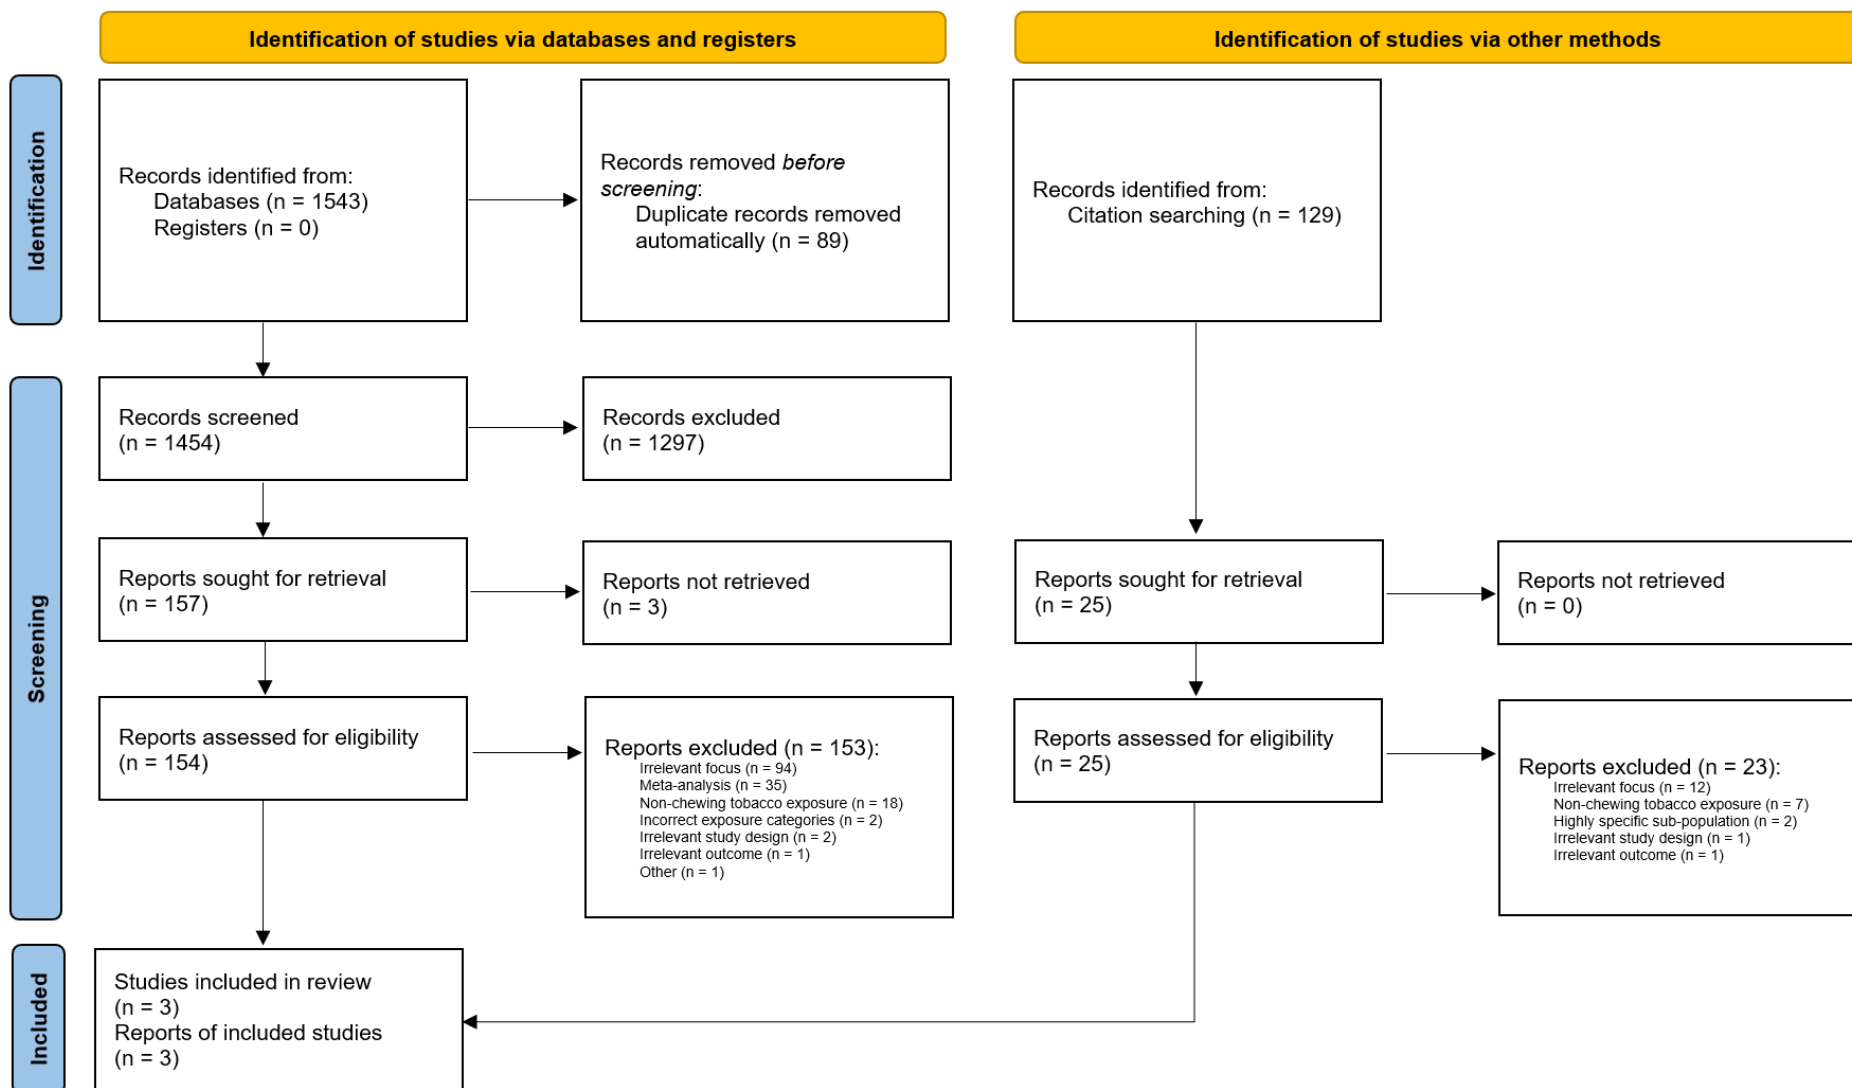 Identification of studies via databases and registers
Identification of studies via other methods
Identification
Records identified from:
Databases (n = 1543)
Registers (n = 0)
Records removed before
screening:
Duplicate records removed
automatically (n = 89)
Records identified from:
Citation searching (n = 129)
Screening
Records screened
(n = 1454)
Records excluded
(n = 1297)
Reports sought for retrieval
(n = 157)
Reports not retrieved
(n = 3)
Reports sought for retrieval
(n = 25)
Reports not retrieved
(n = 0)
Reports assessed for eligibility
(n = 154)
Reports excluded (n = 153):
Irrelevant focus (n = 94)
Meta-analysis (n = 35)
Non-chewing tobacco exposure (n = 18)
Incorrect exposure categories (n = 2)
Irrelevant study design (n = 2)
Irrelevant outcome (n = 1)
Other (n = 1)
Reports assessed for eligibility
(n = 25)
Reports excluded (n = 23):
Irrelevant focus (n = 12)
Non-chewing tobacco exposure (n = 7)
Highly specific sub-population (n = 2)
Irrelevant study design (n = 1)
Irrelevant outcome (n = 1)
Included
Studies included in review
(n = 3)
Reports of included studies
(n = 3)